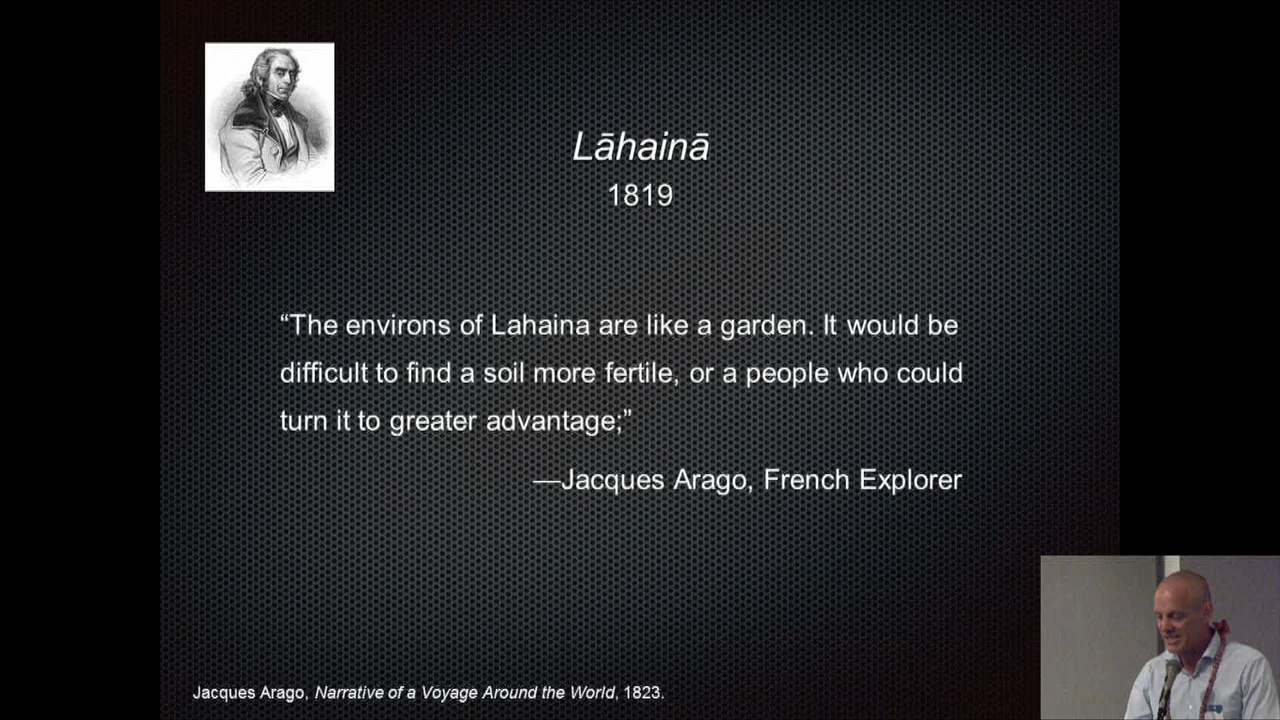 Lāhainā
1819
“The environs of Lahaina are like a garden. It would be
difficult to find a soil more fertile, or a people who could
turn it to greater advantage;”
—Jacques Arago, French Explorer
Jacques Arago, Narrative of a Voyage Around the World, 1823.